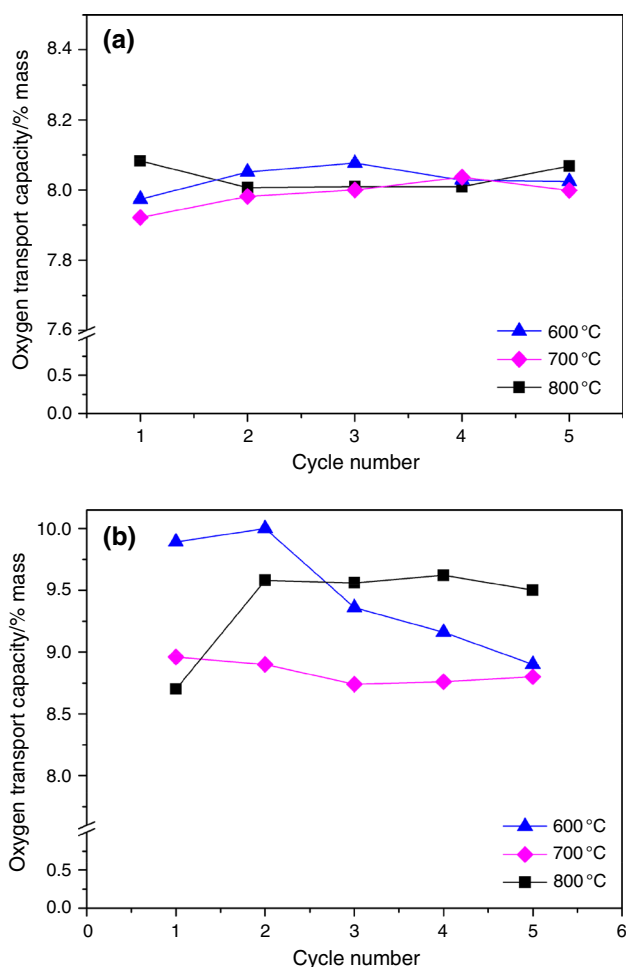 (a)
Oxygen transport capacity/% mass
8.4
8.2
8.0
7.8
7.6
0.5
0.0
600 °C
700 °C
800 °C
1 2 3 4 5
Cycle number
(b)
Oxygen transport capacity/% mass
10.0
9.5
9.0
8.5
8.0
0.5
0.0
600 °C
700 °C
800 °C
0 1 2 3 4 5 6
Cycle number